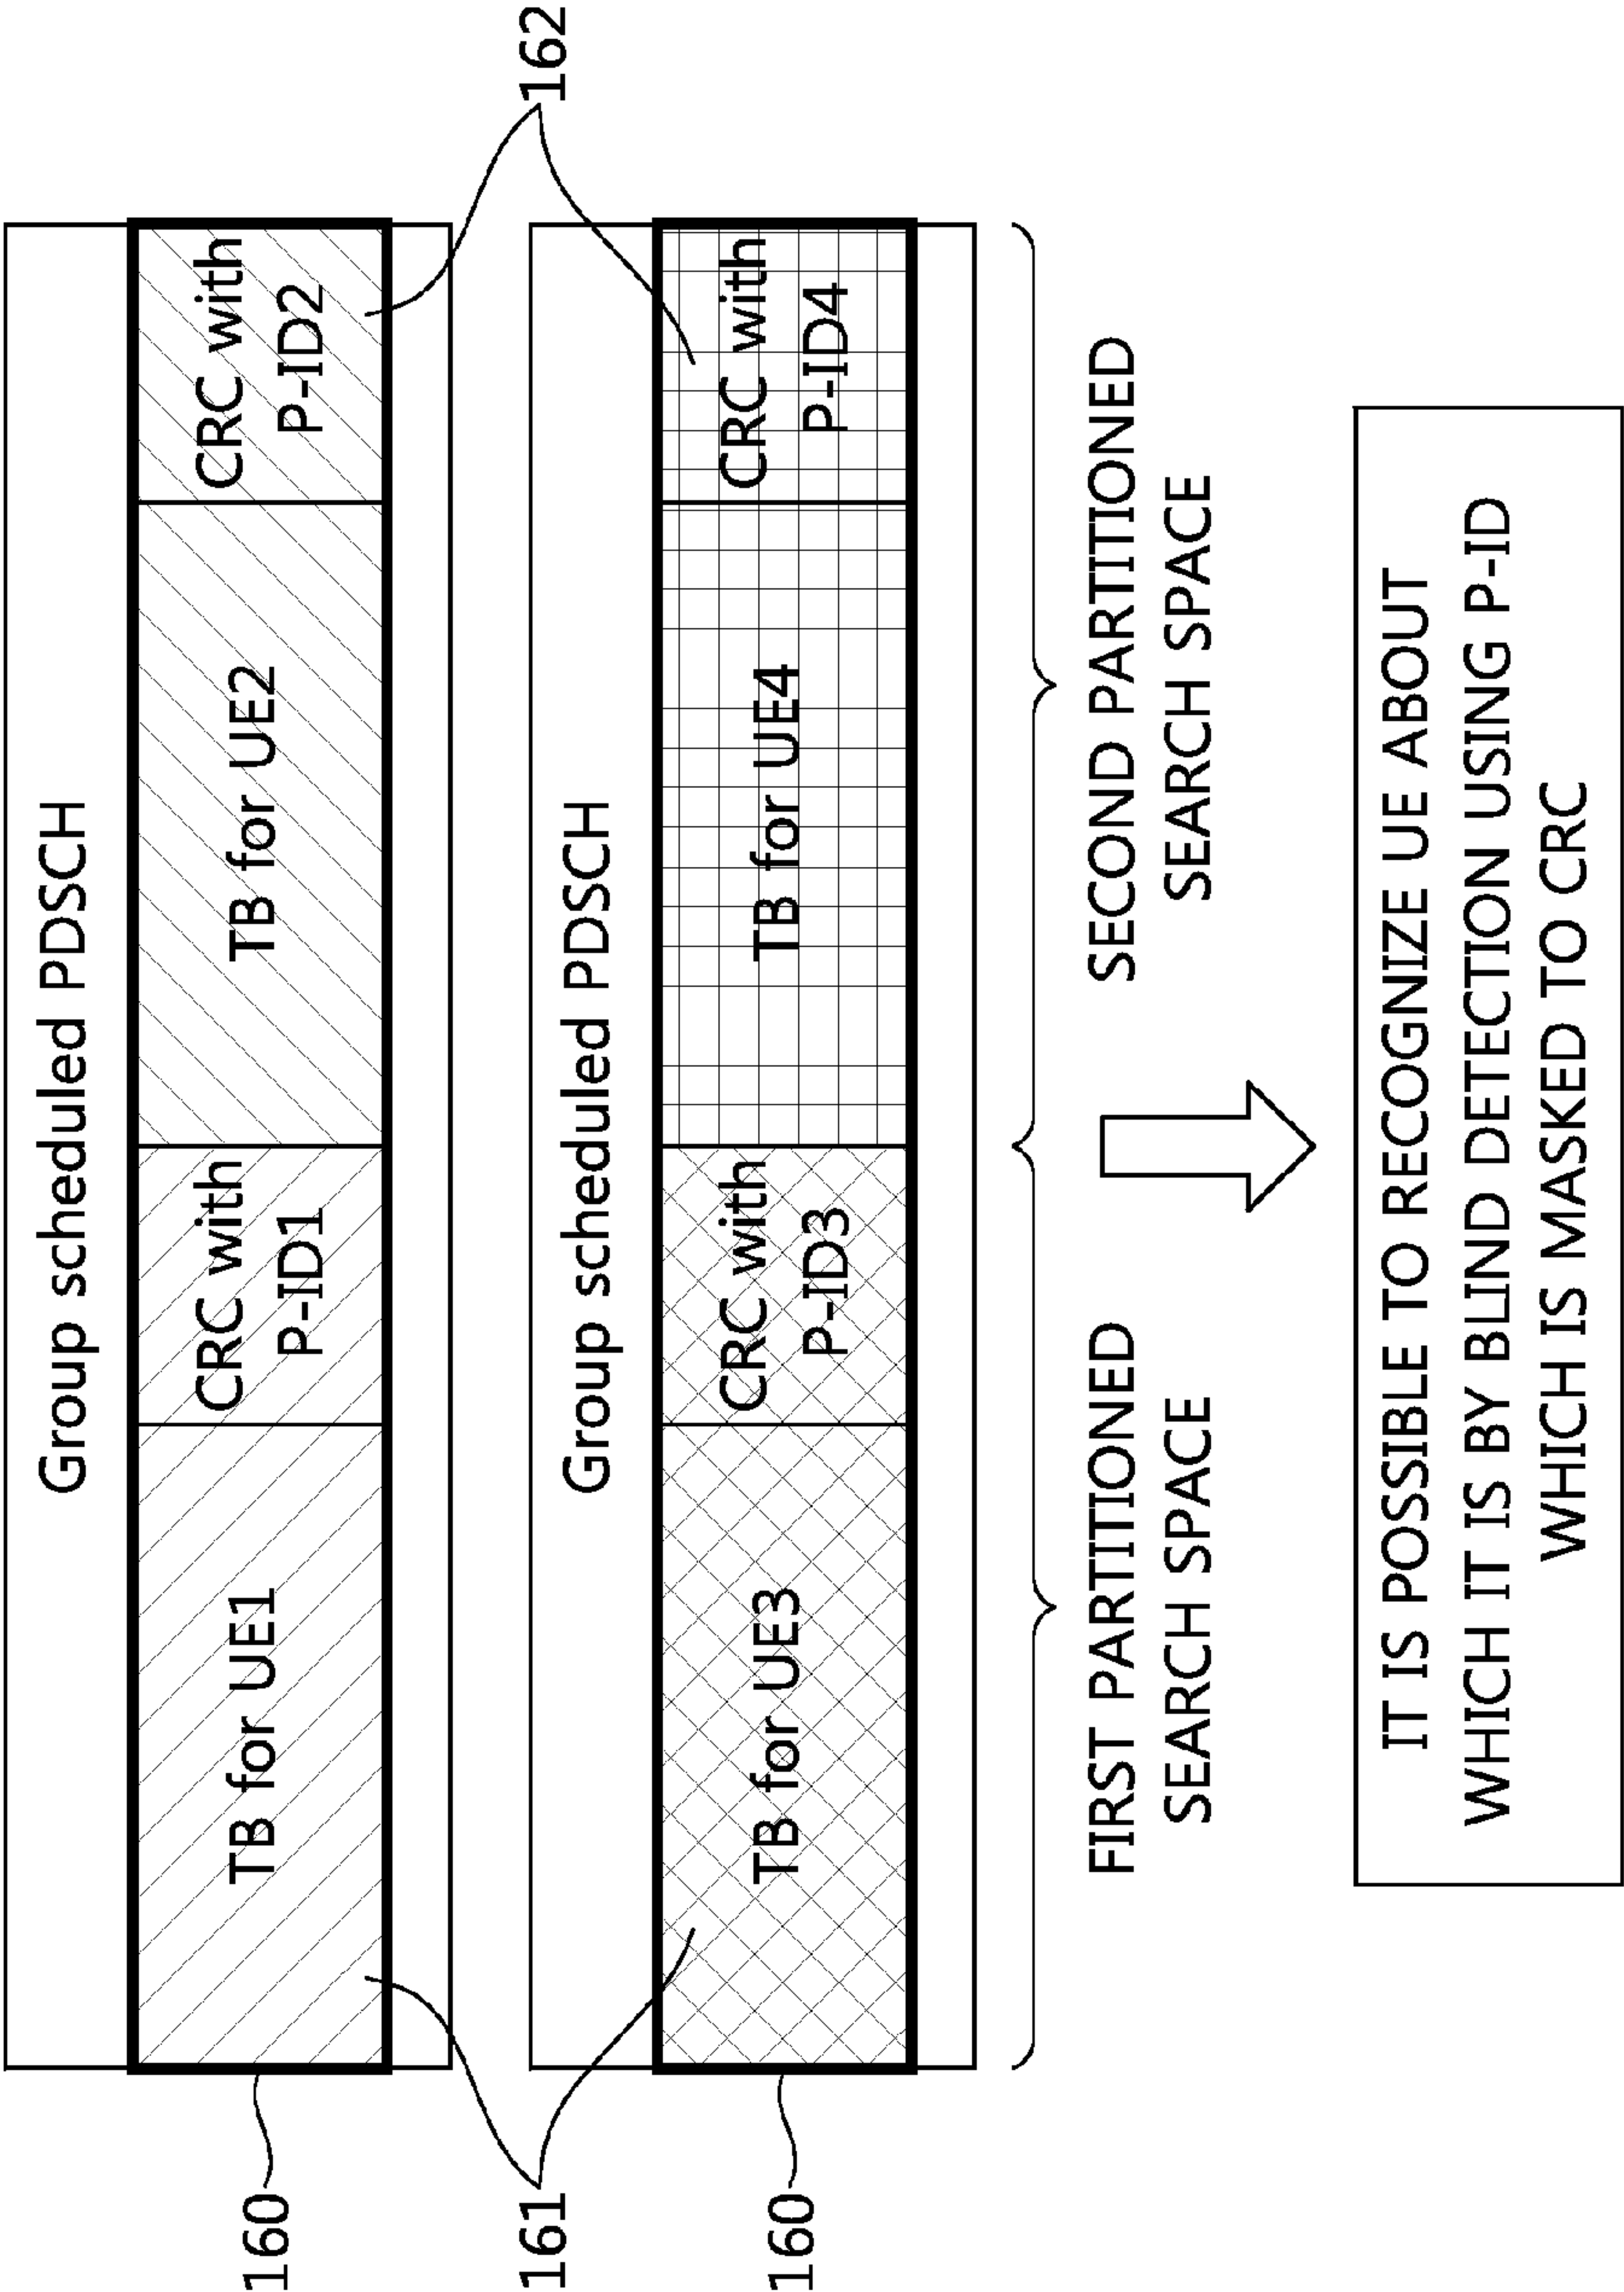 Group scheduled PDSCH
160
TB for UE1
CRC with
P-ID1
TB for UE2
CRC with
P-ID2
161
162
Group scheduled PDSCH
160
TB for UE3
CRC with
P-ID3
TB for UE4
CRC with
P-ID4
FIRST PARTITIONED
SEARCH SPACE
SECOND PARTITIONED
SEARCH SPACE
IT IS POSSIBLE TO RECOGNIZE UE ABOUT
WHICH IT IS BY BLIND DETECTION USING P-ID
WHICH IS MASKED TO CRC